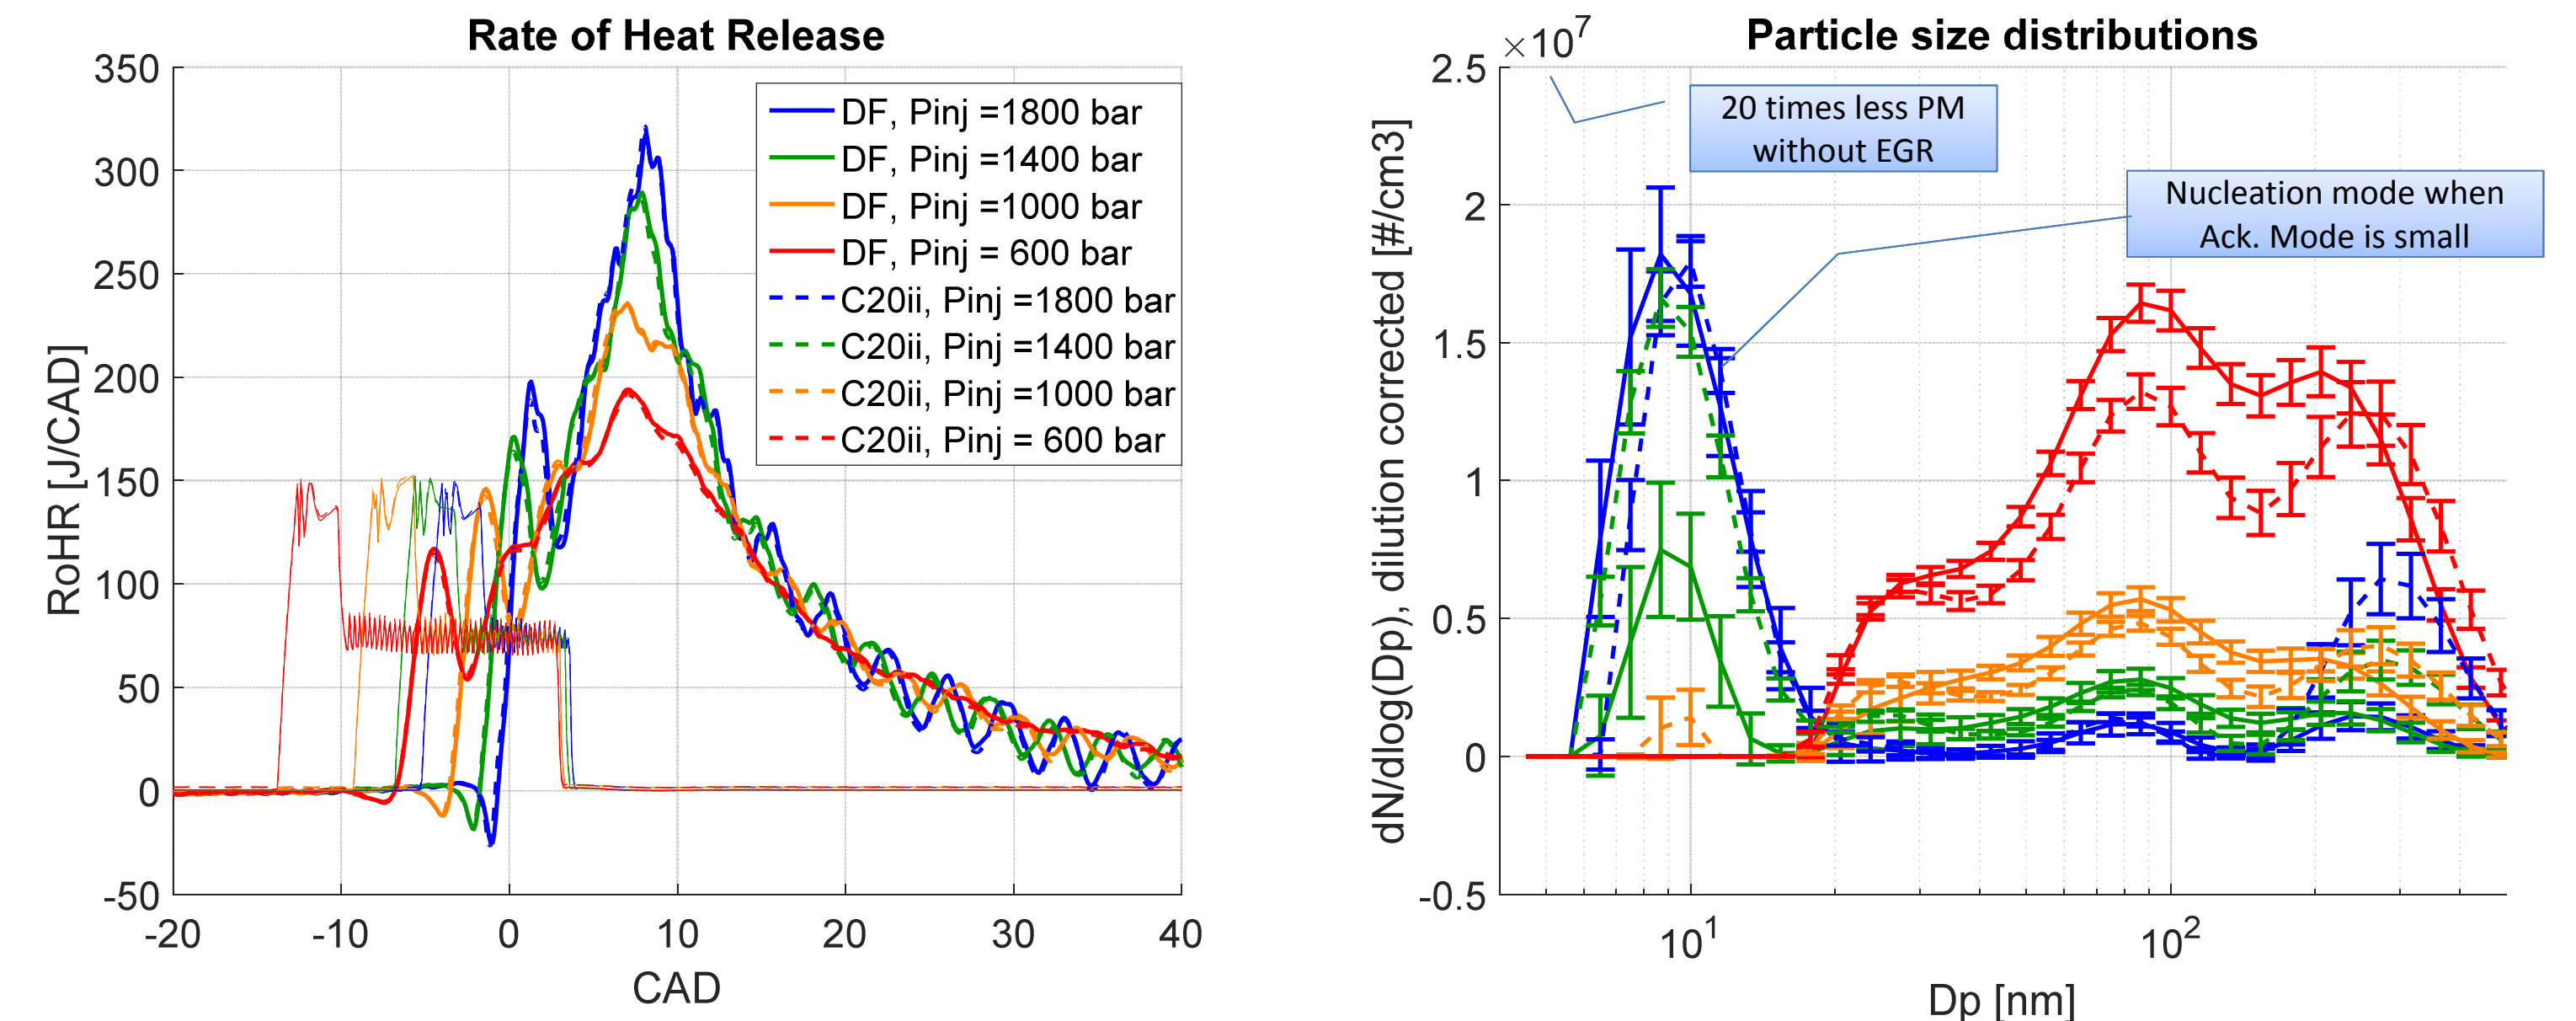 Rate of Heat Release
350
300
250
200
150
100
50
0
-50
RoHR [J/CAD]
-20
-10
0
10
20
30
40
CAD
DF, Pinj =1800 bar
DF, Pinj =1400 bar
DF, Pinj =1000 bar
DF, Pinj = 600 bar
C20ii, Pinj =1800 bar
C20ii, Pinj =1400 bar
C20ii, Pinj =1000 bar
C20ii, Pinj = 600 bar
Particle size distributions
×10⁷
2.5
2
1.5
1
0.5
0
-0.5
dN/dlog(Dp), dilution corrected [#/cm3]
10¹
10²
Dp [nm]
20 times less PM
without EGR
Nucleation mode when
Ack. Mode is small